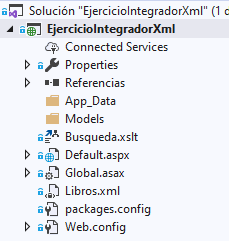 Solución "EjercicioIntegradorXml" (1 d
EjercicioIntegradorXml
Connected Services
Properties
Referencias
App_Data
Models
Busqueda.xslt
Default.aspx
Global.asax
Libros.xml
packages.config
Web.config